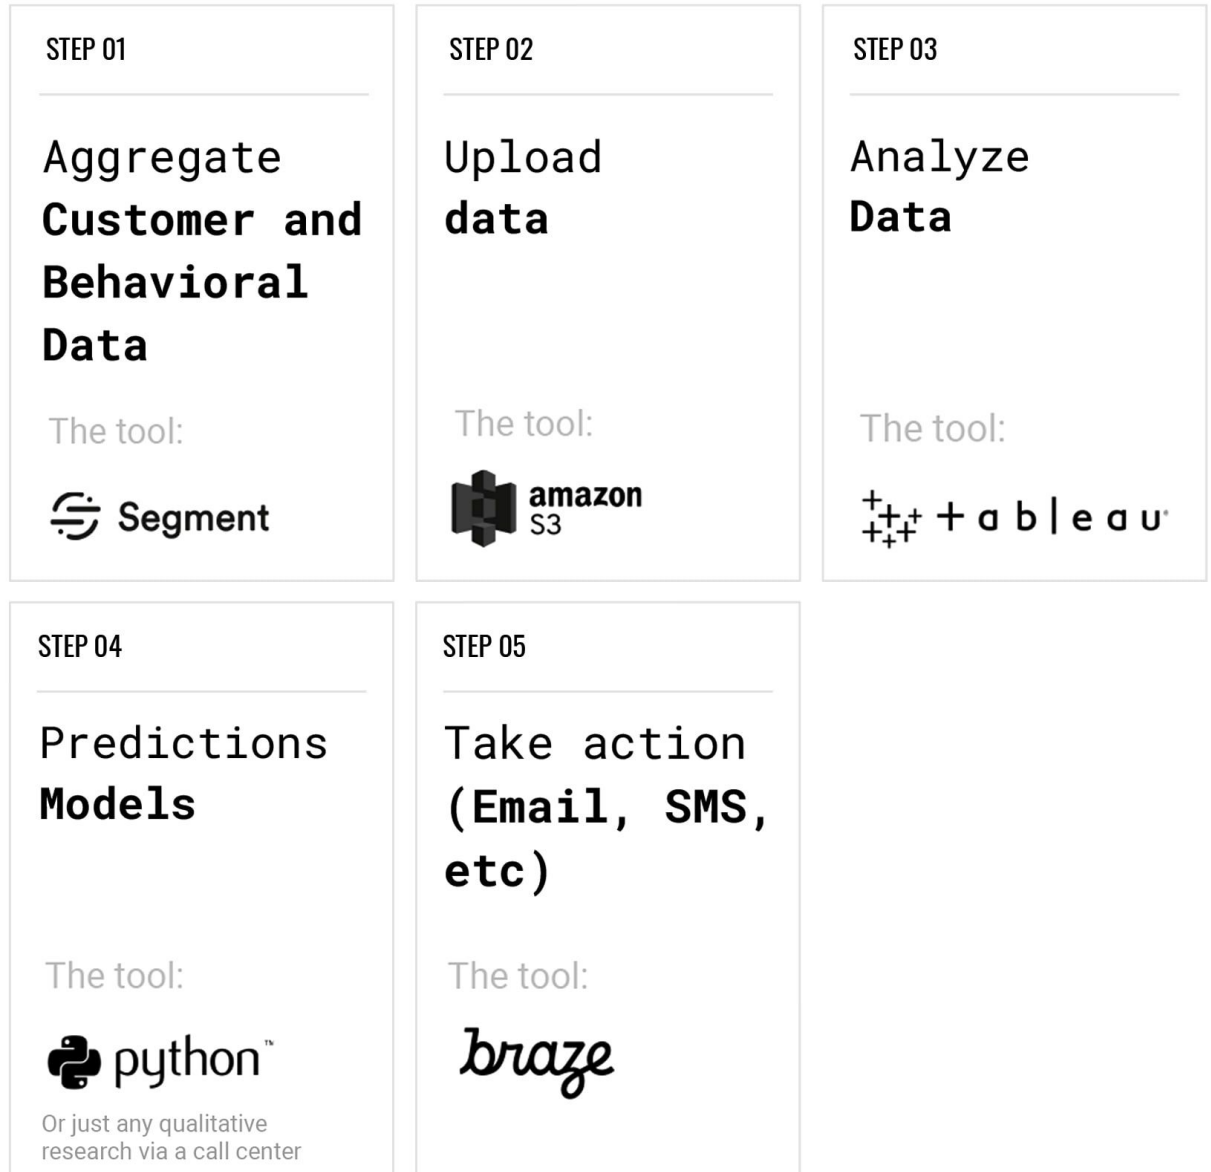 STEP 01
Aggregate
Customer and
Behavioral
Data
The tool:
Segment
STEP 02
Upload
data
The tool:
amazon
S3
STEP 03
Analyze
Data
The tool:
+ableau
STEP 04
Predictions
Models
The tool:
python™
Or just any qualitative
research via a call center
STEP 05
Take action
(Email, SMS,
etc)
The tool:
braze